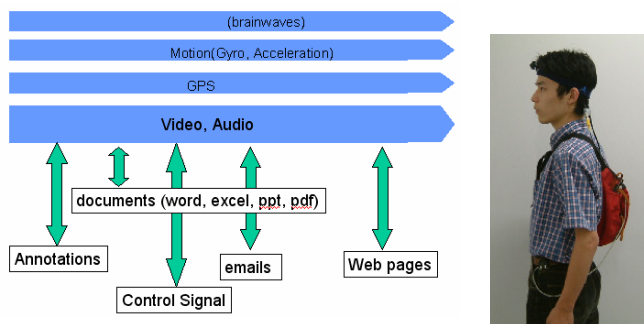 (brainwaves)
Motion(Gyro, Acceleration)
GPS
Video, Audio
documents (word, excel, ppt, pdf)
Annotations
emails
Web pages
Control Signal